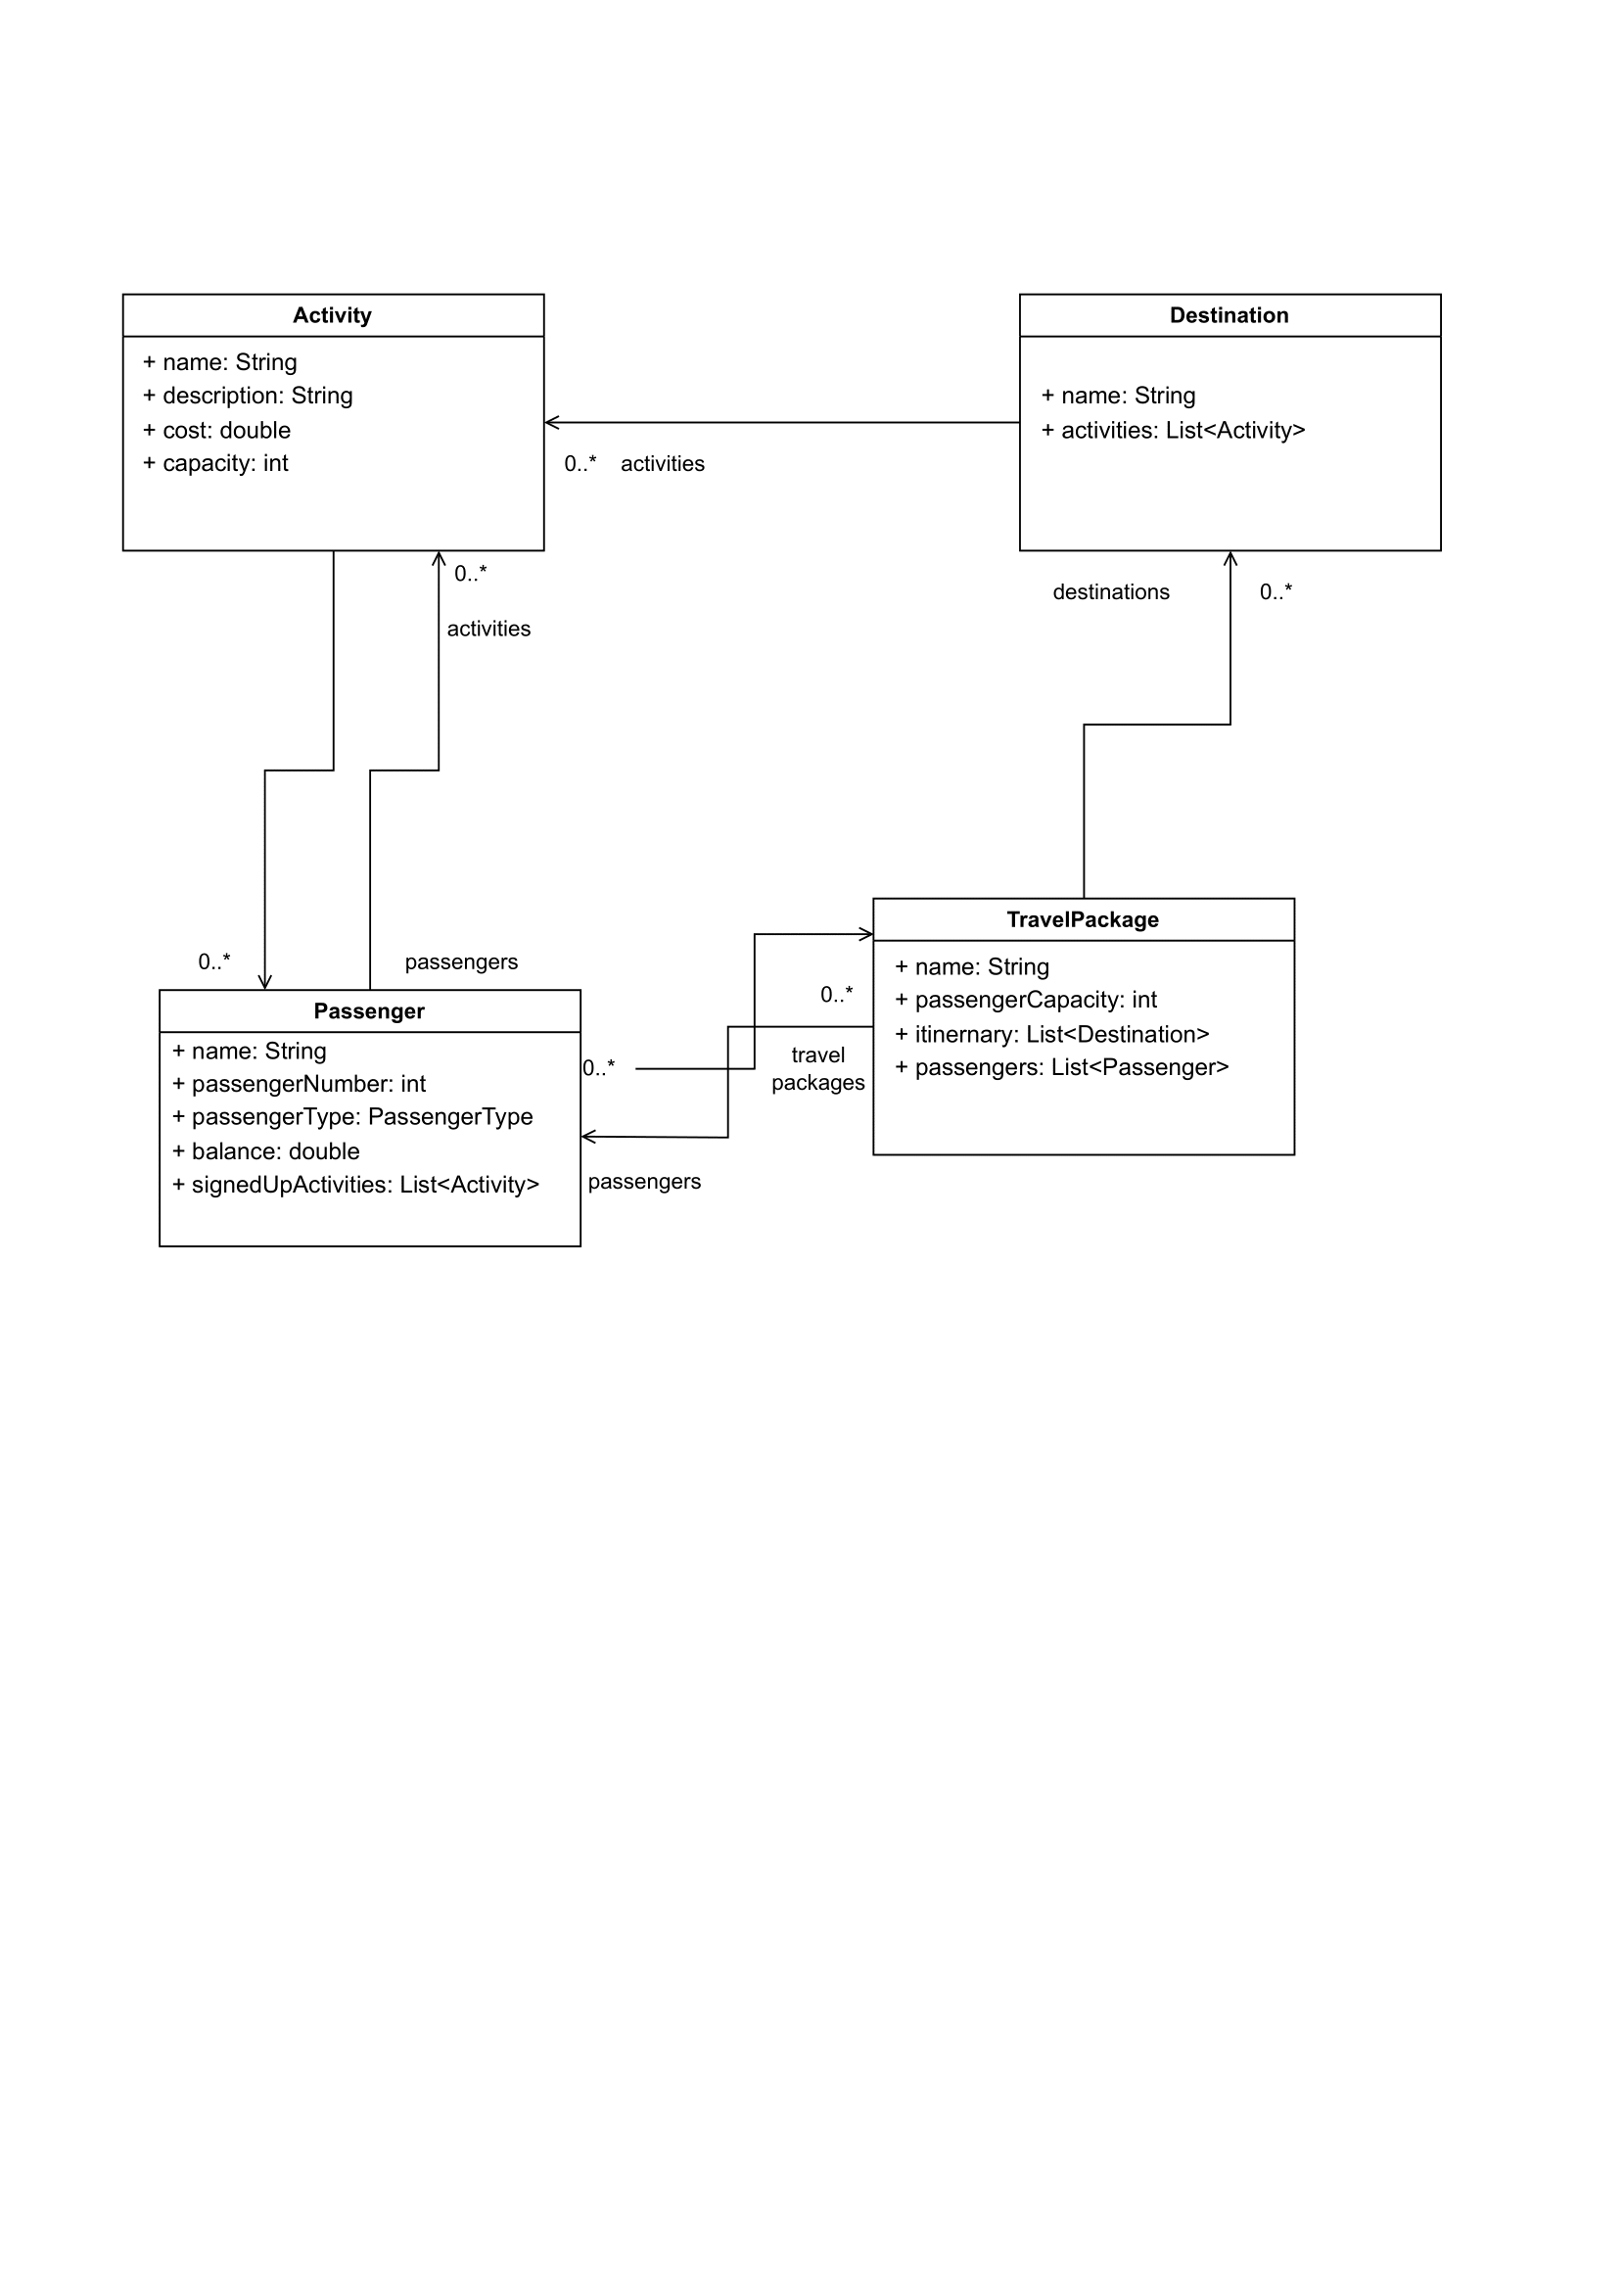 Activity
+ name: String
+ description: String
+ cost: double
+ capacity: int
Destination
+ name: String
+ activities: List<Activity>
0..* activities
0..*
activities
destinations 0..*
0..* passengers
Passenger
+ name: String
+ passengerNumber: int
+ passengerType: PassengerType
+ balance: double
+ signedUpActivities: List<Activity>
0..*
0..*
travel
packages
passengers
TravelPackage
+ name: String
+ passengerCapacity: int
+ itinernary: List<Destination>
+ passengers: List<Passenger>